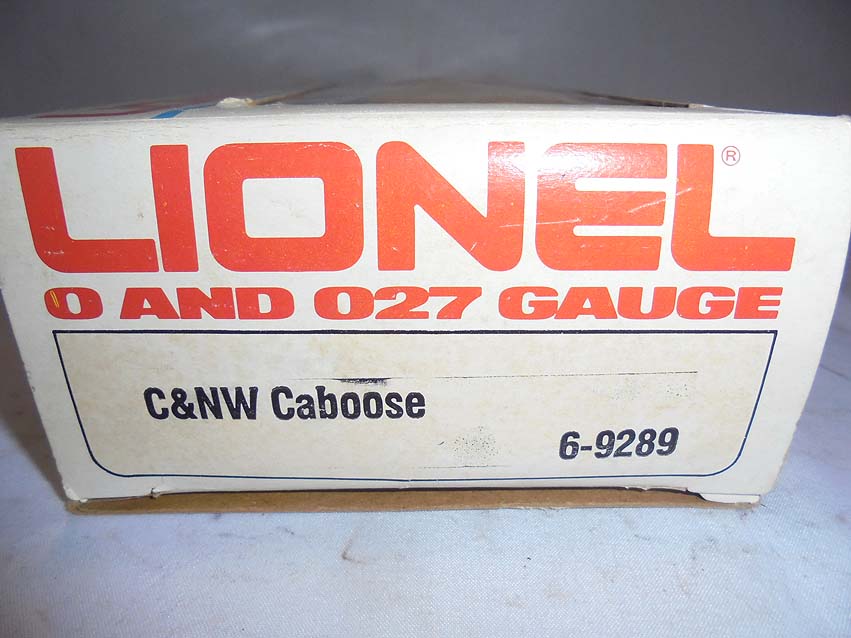 LIONEL®
O AND O27 GAUGE
C&NW Caboose
6-9289